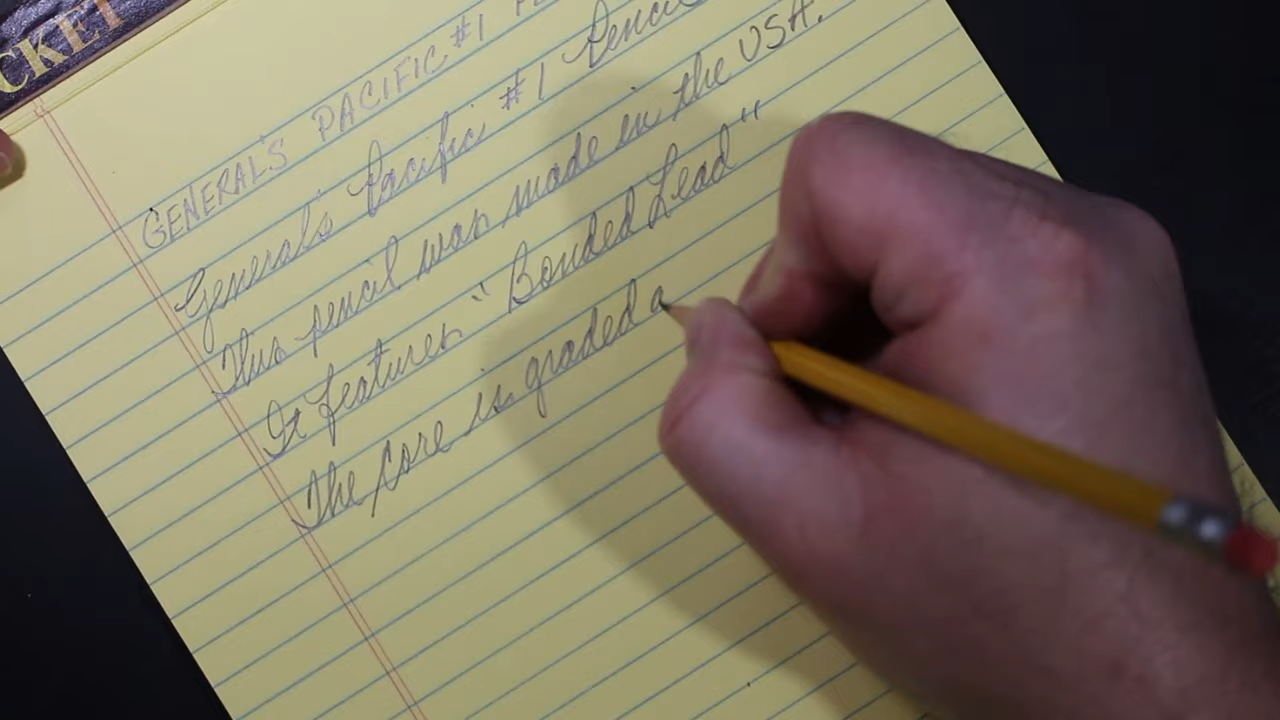 CKET
GENERAL'S PACIFIC #1
General's Pacific #1 Pencil
This pencil was made in the USA.
It features "Bonded Lead"
The core is graded a